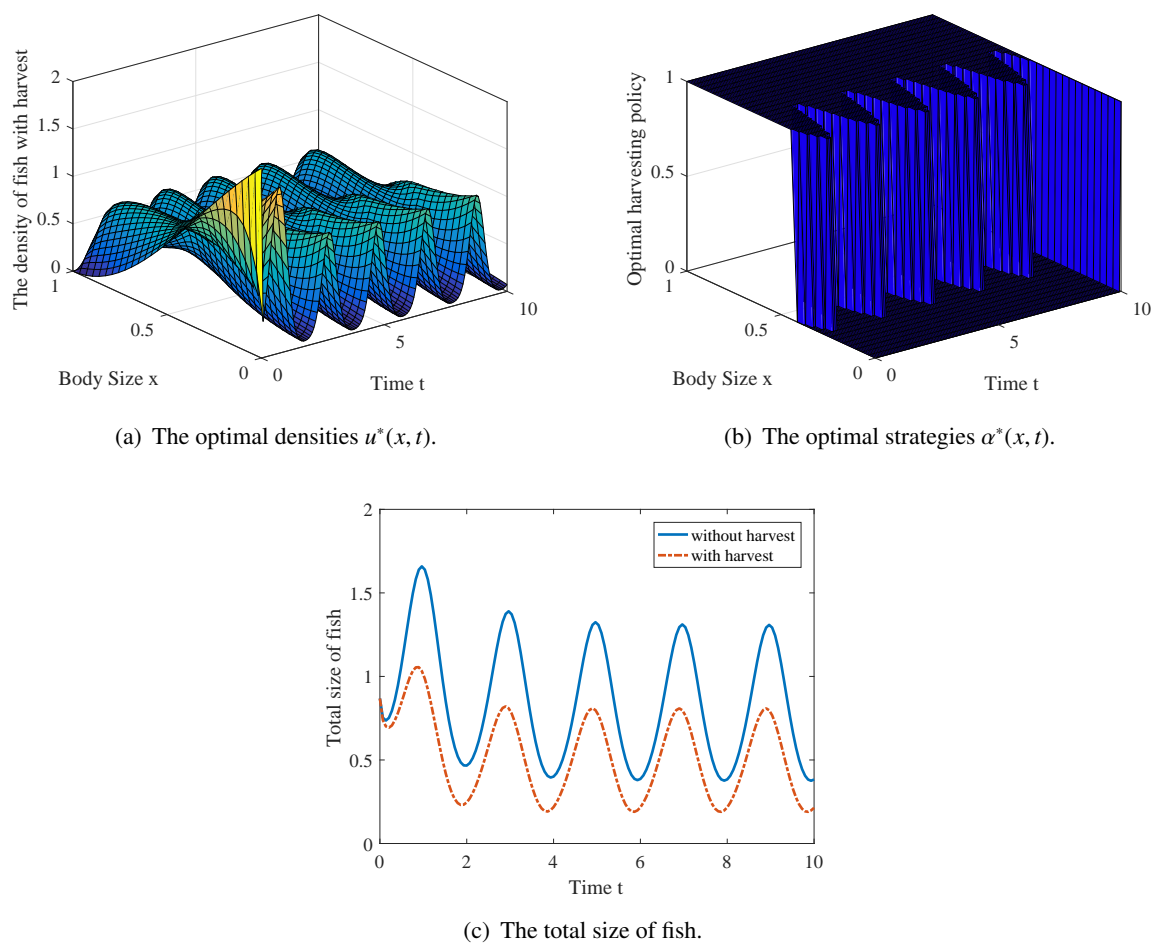 The density of fish with harvest
2
1.5
1
0.5
0
1
0.5
0
Body Size x
0
5
10
Time t
(a) The optimal densities u*(x, t).
Optimal harvesting policy
1
0.5
0
1
0.5
0
Body Size x
0
5
10
Time t
(b) The optimal strategies α*(x, t).
Total size of fish
2
1.5
1
0.5
0
without harvest
with harvest
0 2 4 6 8 10
Time t
(c) The total size of fish.